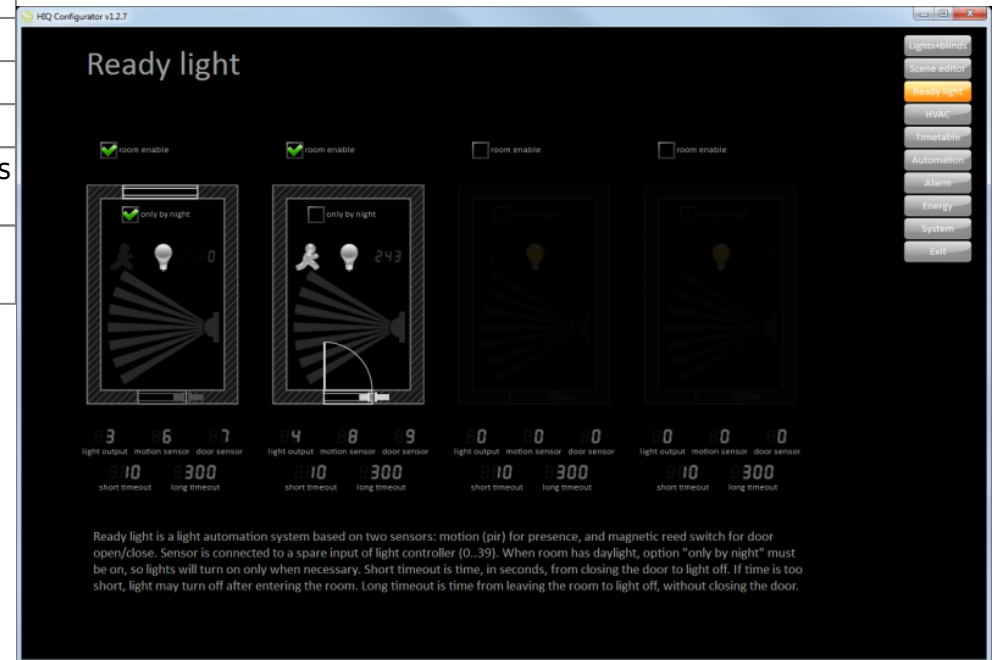 HIQ Configurator v1.2.7
s
Ready light
Lights+blinds
Scene editor
Ready light
HVAC
Timetable
Automation
Alarm
Energy
System
Exit
room enable room enable room enable room enable
only by night only by night only by night only by night
0 243
3 6 7 4 8 9 0 0 0 0 0 0
light output motion sensor door sensor light output motion sensor door sensor light output motion sensor door sensor light output motion sensor door sensor
10 300 10 300 10 300 10 300
short timeout long timeout short timeout long timeout short timeout long timeout short timeout long timeout
Ready light is a light automation system based on two sensors: motion (pir) for presence, and magnetic reed switch for door
open/close. Sensor is connected to a spare input of light controller (0..39). When room has daylight, option "only by night" must
be on, so lights will turn on only when necessary. Short timeout is time, in seconds, from closing the door to light off. If time is too
short, light may turn off after entering the room. Long timeout is time from leaving the room to light off, without closing the door.